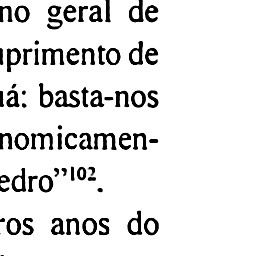 no geral de
uprimento de
uá: basta-nos
nomicamen-
edro”102.
ros anos do